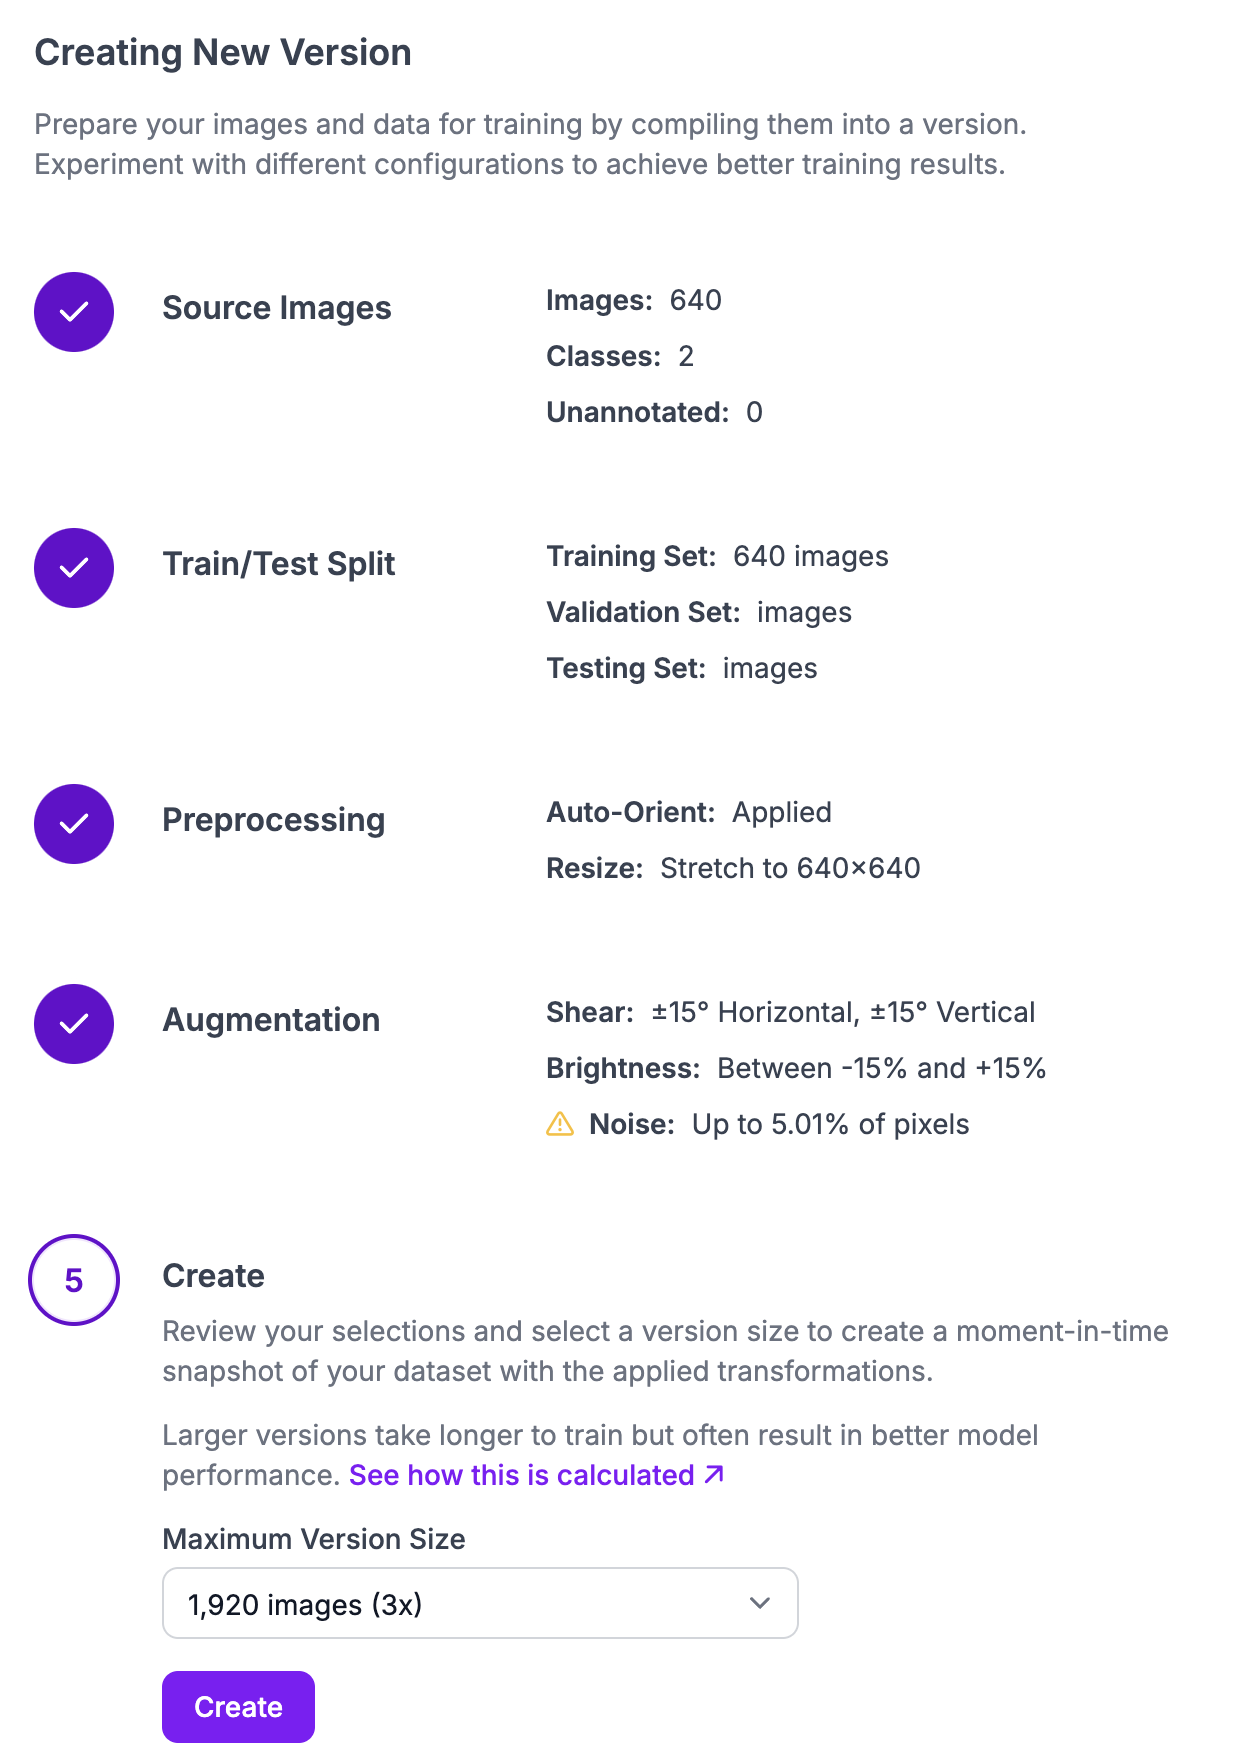 Creating New Version
Prepare your images and data for training by compiling them into a version.
Experiment with different configurations to achieve better training results.
Source Images
Images: 640
Classes: 2
Unannotated: 0
Train/Test Split
Training Set: 640 images
Validation Set: images
Testing Set: images
Preprocessing
Auto-Orient: Applied
Resize: Stretch to 640×640
Augmentation
Shear: ±15° Horizontal, ±15° Vertical
Brightness: Between -15% and +15%
Noise: Up to 5.01% of pixels
5
Create
Review your selections and select a version size to create a moment-in-time
snapshot of your dataset with the applied transformations.
Larger versions take longer to train but often result in better model
performance. See how this is calculated
Maximum Version Size
1,920 images (3x)
Create